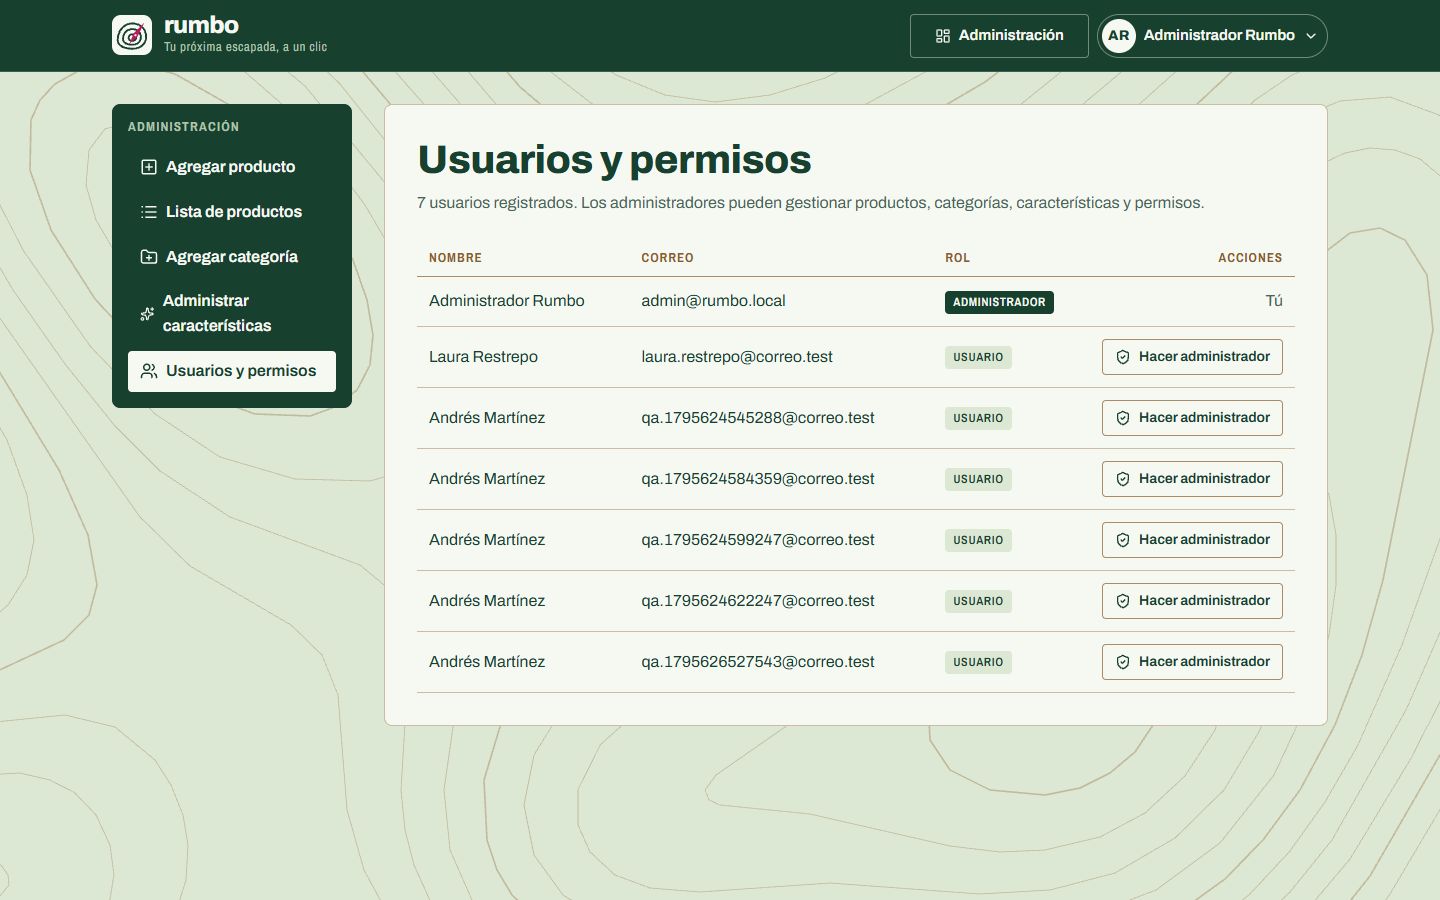 rumbo
Tu próxima escapada, a un clic
Administración
AR Administrador Rumbo
ADMINISTRACIÓN
Agregar producto
Lista de productos
Agregar categoría
Administrar
características
Usuarios y permisos
Usuarios y permisos
7 usuarios registrados. Los administradores pueden gestionar productos, categorías, características y permisos.
NOMBRE CORREO ROL ACCIONES
Administrador Rumbo admin@rumbo.local ADMINISTRADOR Tú
Laura Restrepo laura.restrepo@correo.test USUARIO Hacer administrador
Andrés Martínez qa.1795624545288@correo.test USUARIO Hacer administrador
Andrés Martínez qa.1795624584359@correo.test USUARIO Hacer administrador
Andrés Martínez qa.1795624599247@correo.test USUARIO Hacer administrador
Andrés Martínez qa.1795624622247@correo.test USUARIO Hacer administrador
Andrés Martínez qa.1795626527543@correo.test USUARIO Hacer administrador